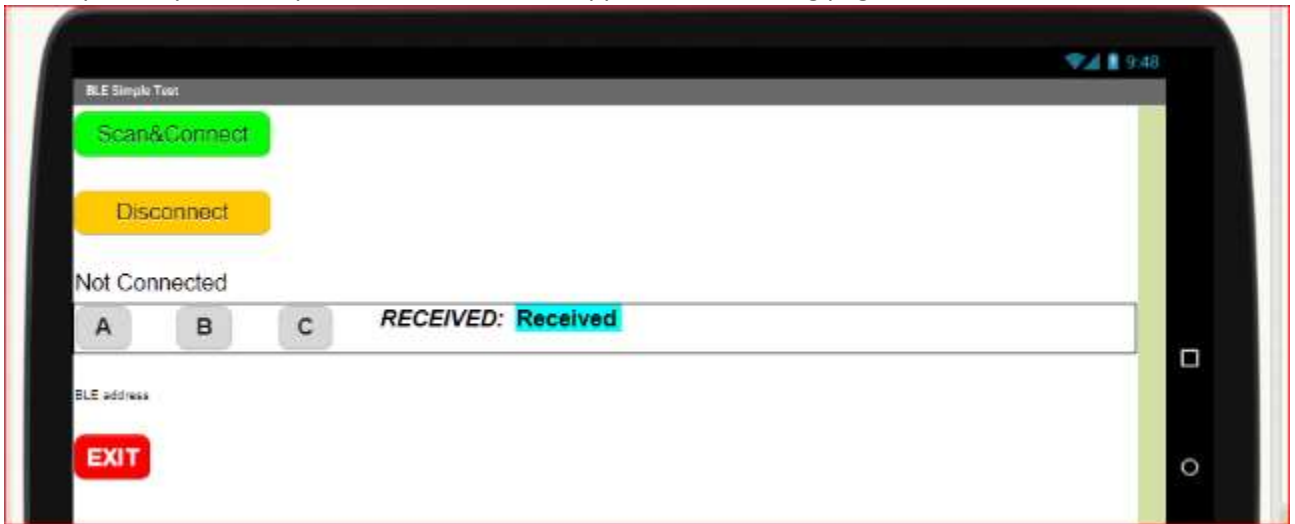 9:48
BLE Simple Test
Scan&Connect
Disconnect
Not Connected
A B C RECEIVED: Received
BLE address
EXIT